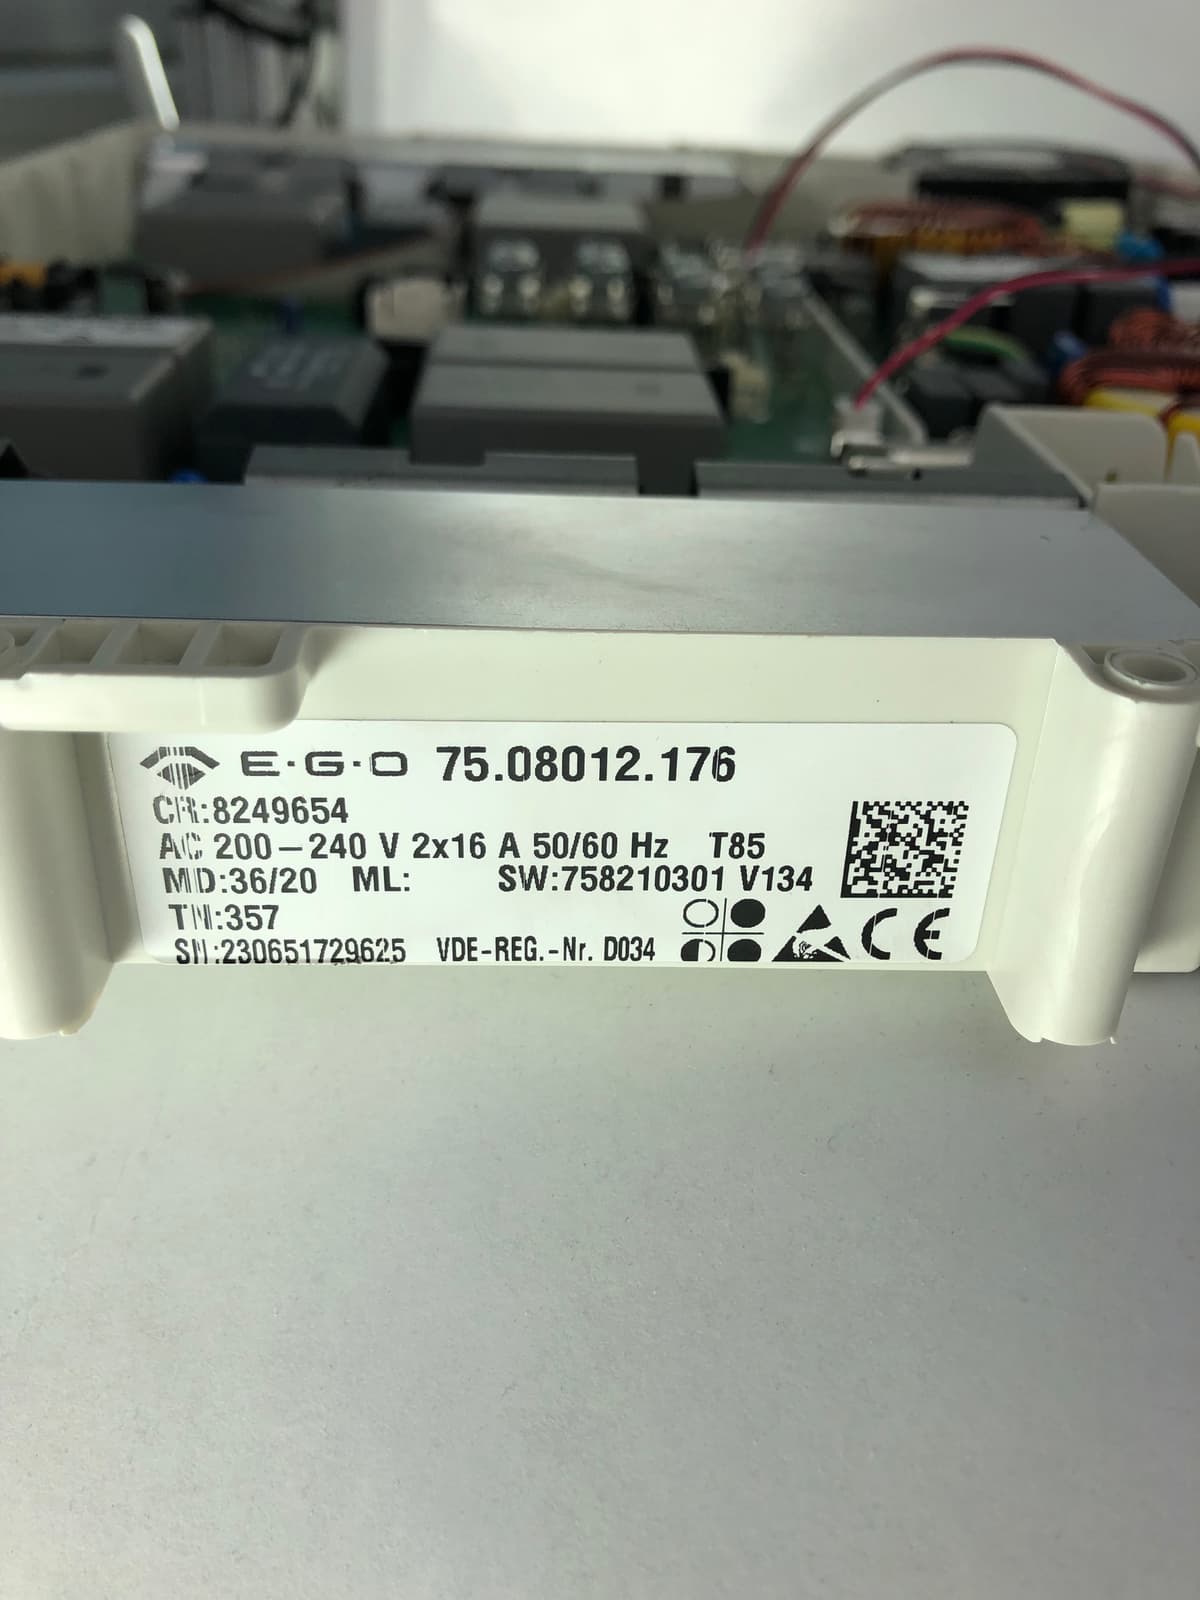 E·G·O 75.08012.176
CR:8249654
AC 200–240 V 2x16 A 50/60 Hz T85
MD:36/20 ML: SW:758210301 V134
TN:357
SN:230651729625 VDE-REG.-Nr. D034 CE